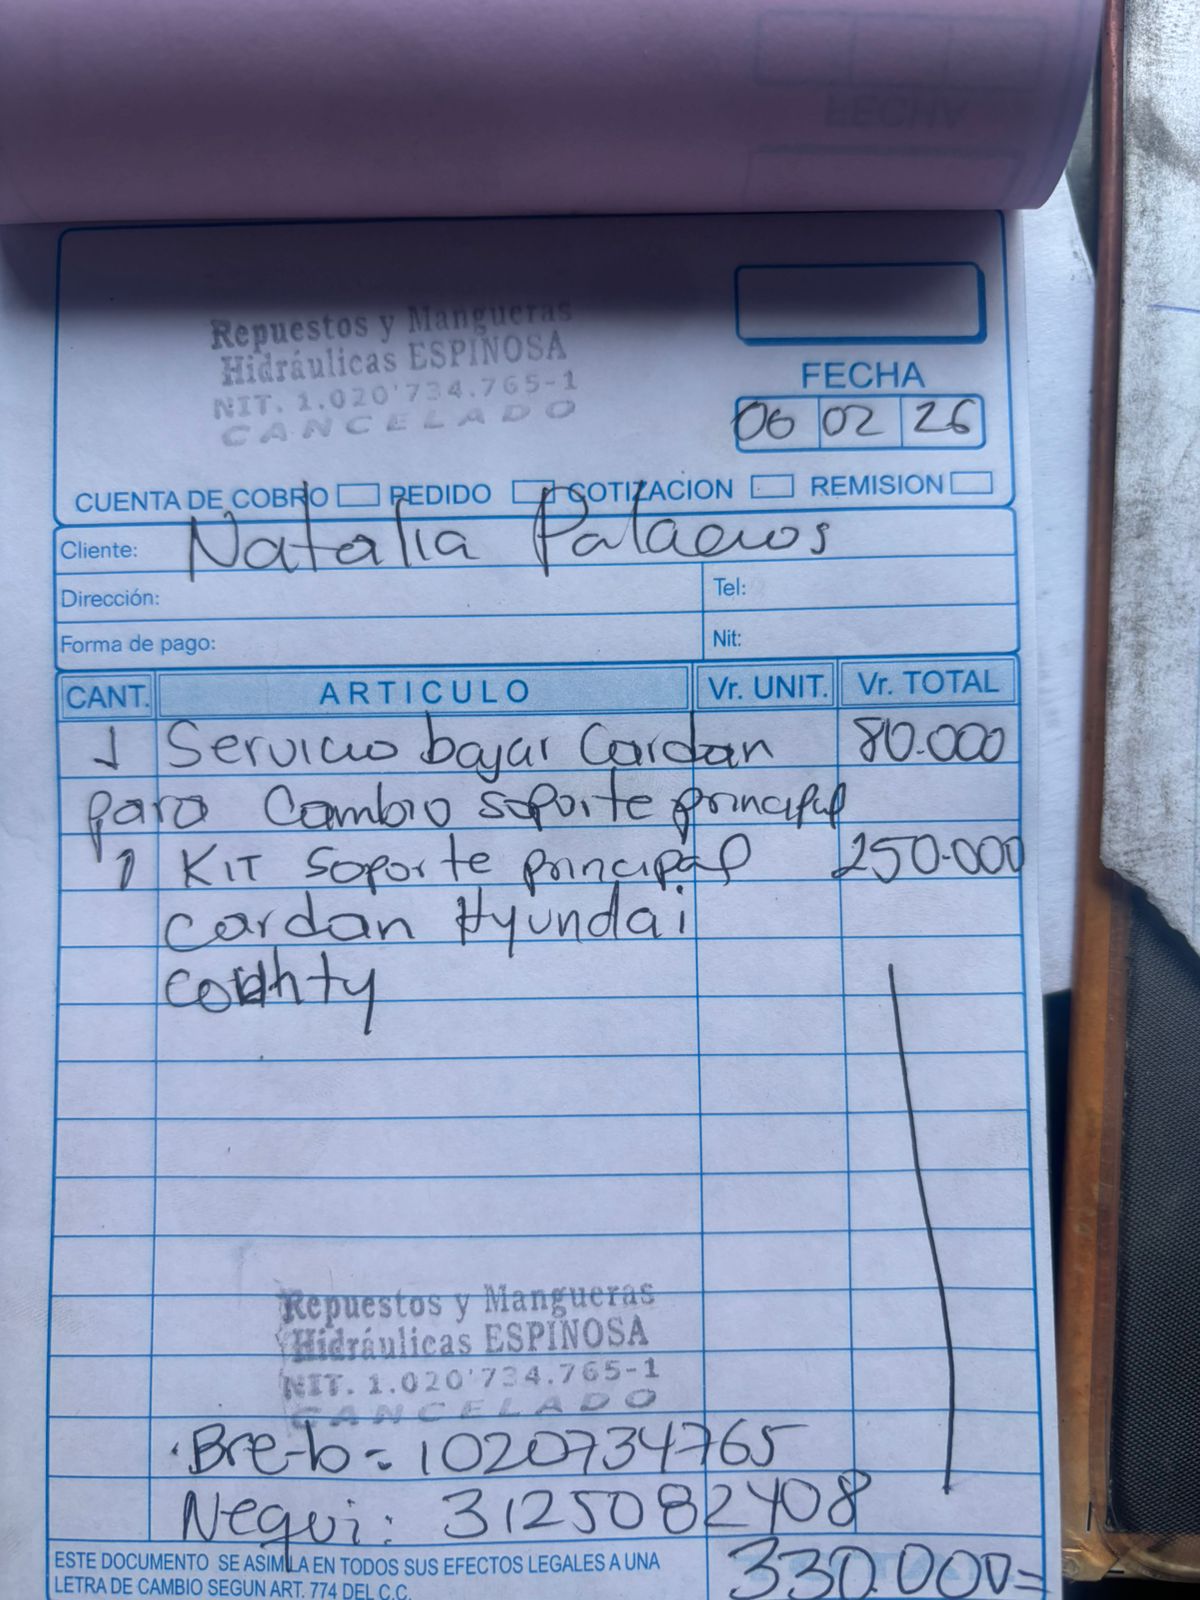 Repuestos y Mangueras
Hidráulicas ESPINOSA
NIT. 1.020'734.765-1
CANCELADO
FECHA
06 02 26
CUENTA DE COBRO PEDIDO COTIZACION REMISION
Cliente: Natalia Palacios
Dirección: Tel:
Forma de pago: Nit:
CANT. ARTICULO Vr. UNIT. Vr. TOTAL
1 Servicio bajar Cardan 80.000
para Cambio soporte principal
1 KIT soporte principal 250.000
cardan Hyundai
Repuestos y Mangueras
Hidráulicas ESPINOSA
NIT. 1.020'734.765-1
CANCELADO
Bre-b = 1020734765
Nequi: 3125082408
ESTE DOCUMENTO SE ASIMILA EN TODOS SUS EFECTOS LEGALES A UNA
LETRA DE CAMBIO SEGUN ART. 774 DEL C.C.
330.000=